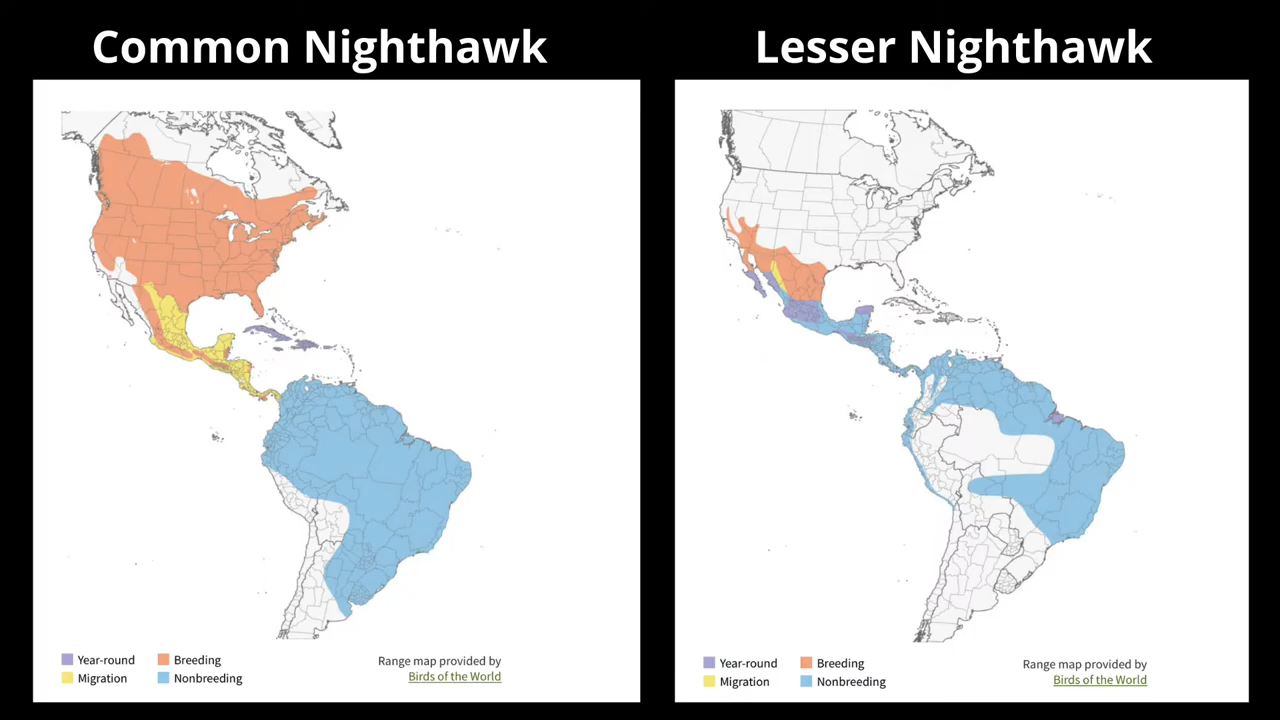 Common Nighthawk
Year-round
Breeding
Migration
Nonbreeding
Range map provided by
Birds of the World
Lesser Nighthawk
Year-round
Breeding
Migration
Nonbreeding
Range map provided by
Birds of the World